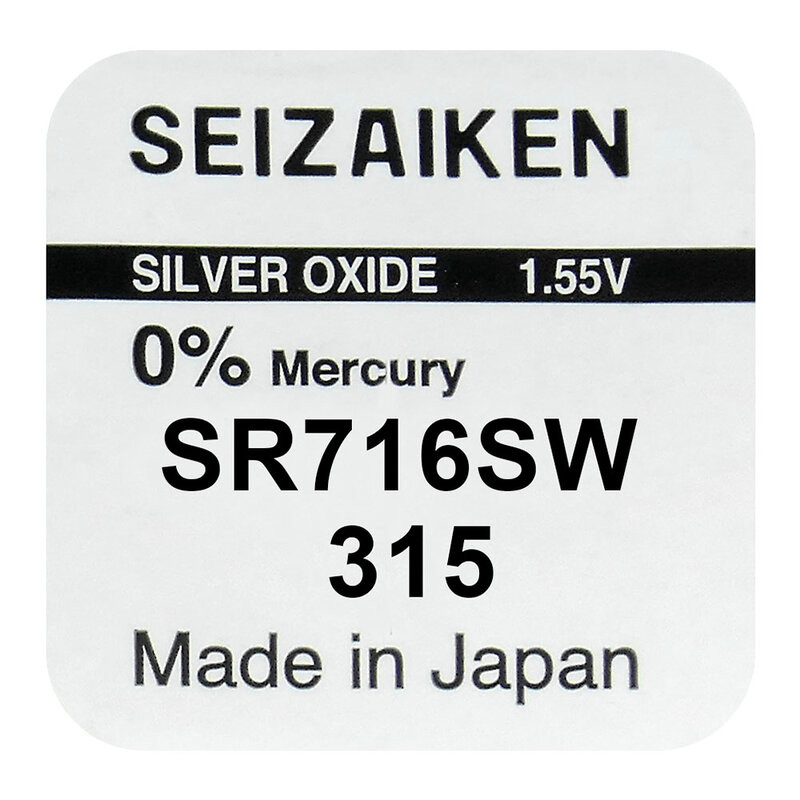 SEIZAIKEN
SILVER OXIDE 1.55V
0% Mercury
SR716SW
315
Made in Japan